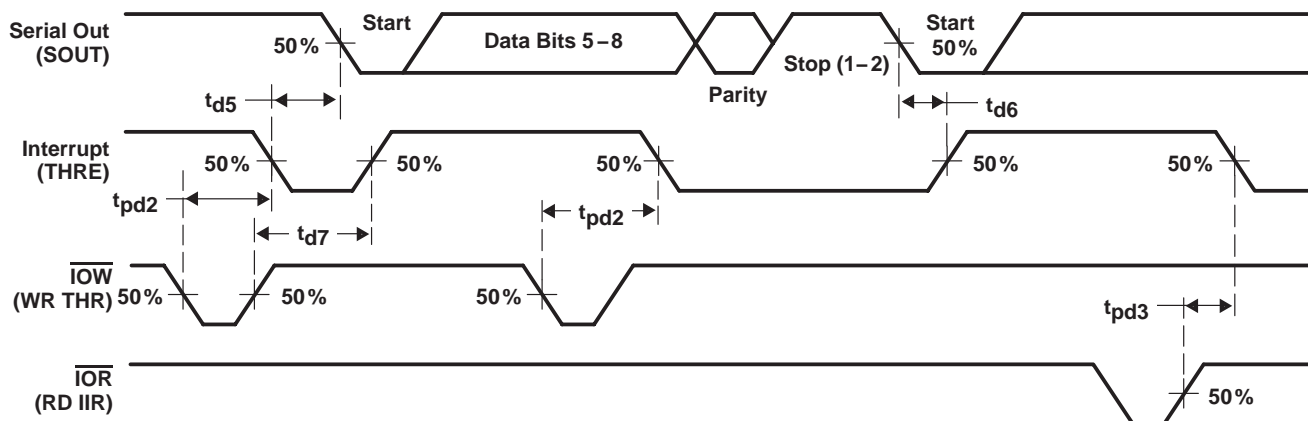 Serial Out
(SOUT)
50%
Start
Data Bits 5–8
Parity
Stop (1–2)
Start
50%
td5
td6
Interrupt
(THRE)
50%
50%
50%
50%
50%
tpd2
td7
tpd2
IOW
(WR THR)
50%
50%
50%
tpd3
IOR
(RD IIR)
50%